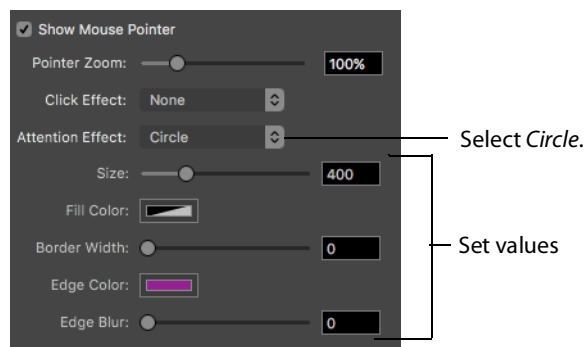 Show Mouse Pointer
Pointer Zoom: 100%
Click Effect: None
Attention Effect: Circle Select Circle.
Size: 400
Fill Color:
Border Width: 0 Set values
Edge Color:
Edge Blur: 0